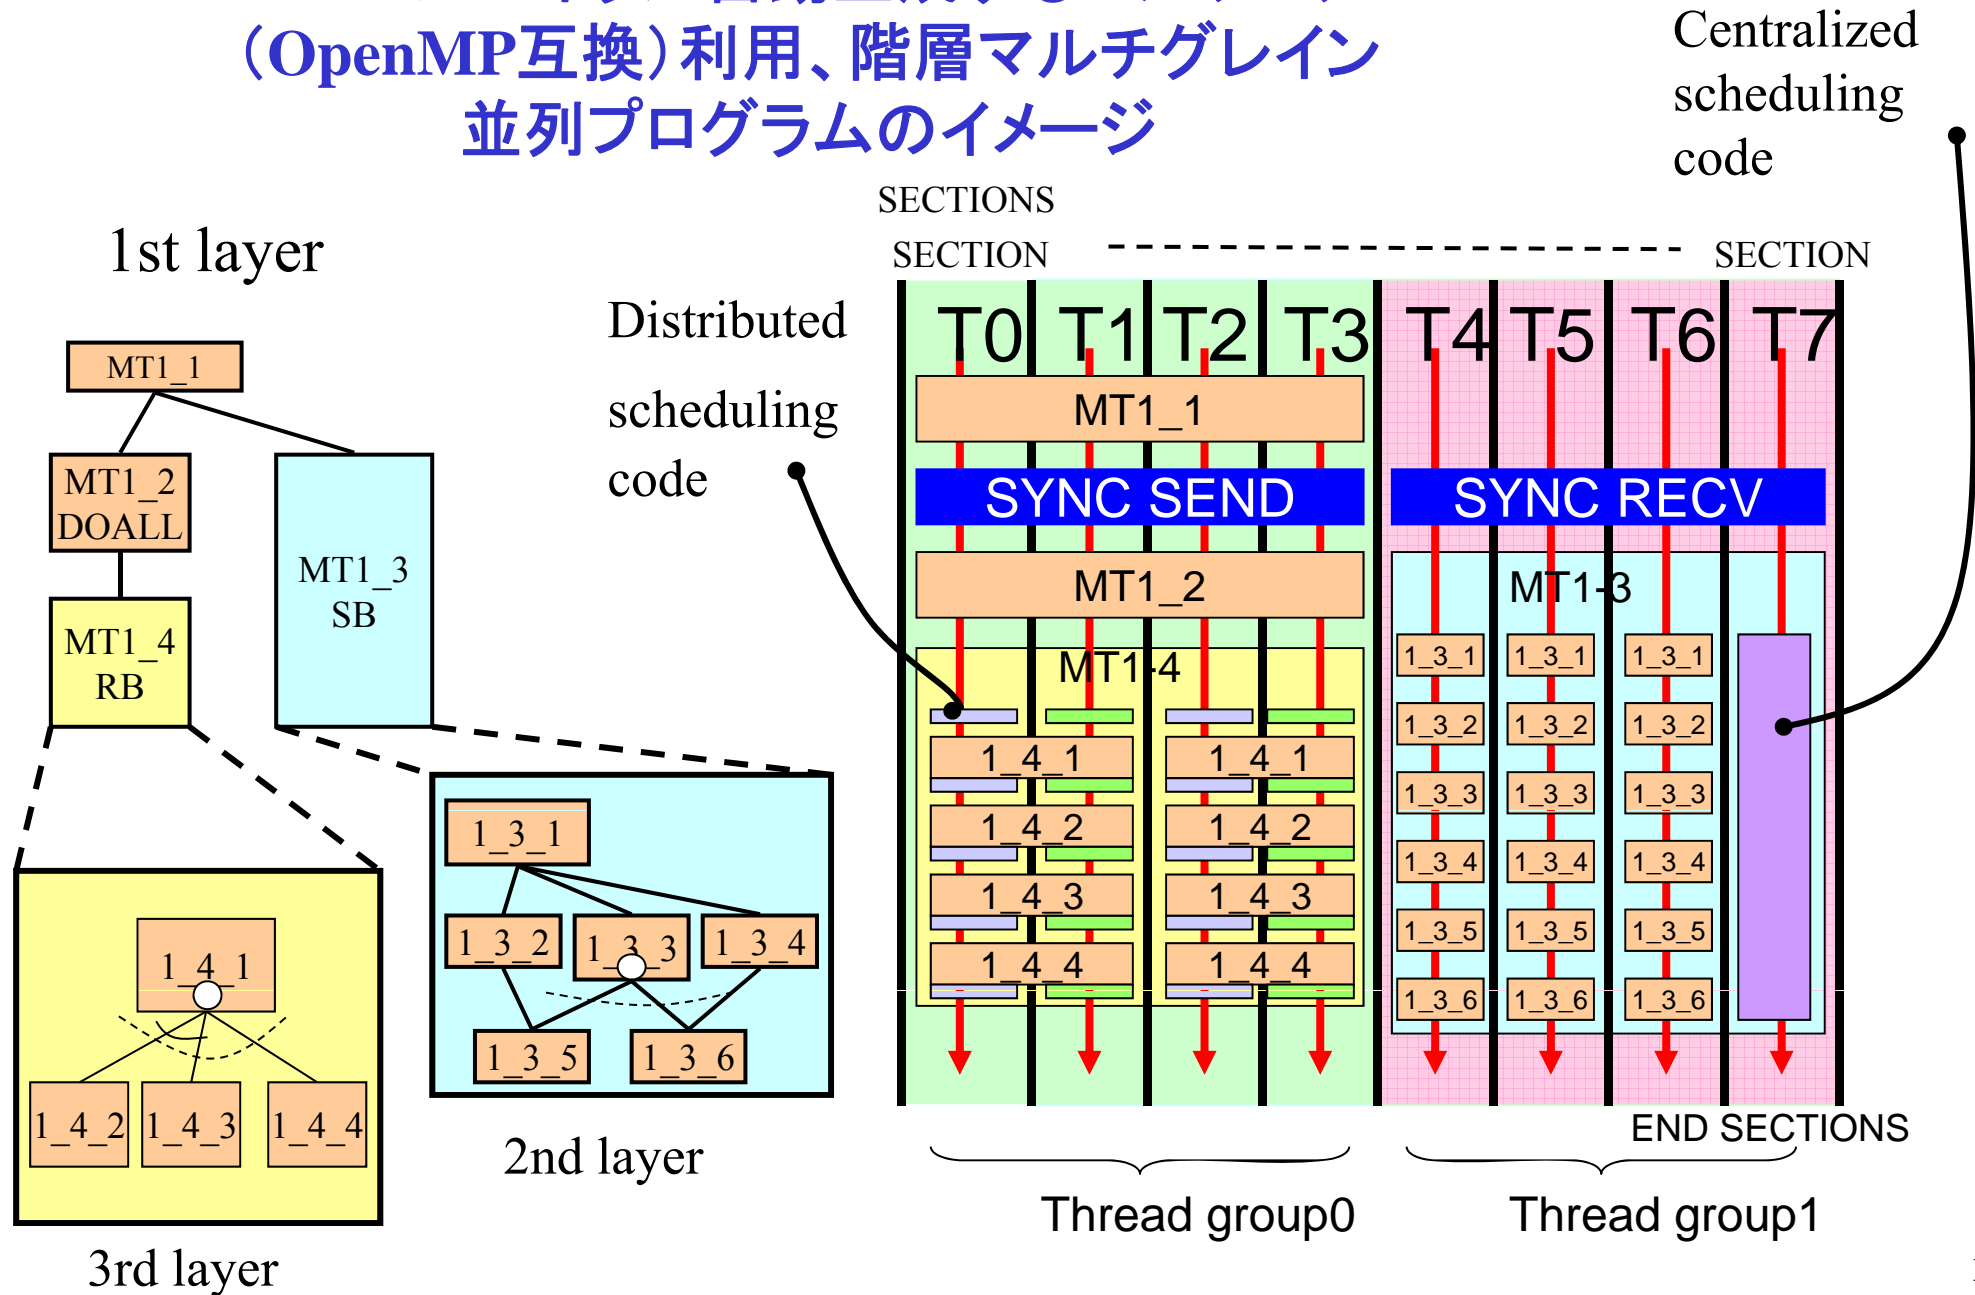 （OpenMP互換）利用、階層マルチグレイン
並列プログラムのイメージ
Centralized
scheduling
code
SECTIONS
SECTION
SECTION
1st layer
Distributed
scheduling
code
MT1_1
MT1_2
DOALL
MT1_3
SB
MT1_4
RB
1_3_1
1_3_2
1_3_3
1_3_4
1_3_5
1_3_6
2nd layer
1_4_1
1_4_2
1_4_3
1_4_4
3rd layer
T0 T1 T2 T3 T4 T5 T6 T7
MT1_1
SYNC SEND
SYNC RECV
MT1_2
MT1-3
MT1-4
1_4_1 1_4_1
1_4_2 1_4_2
1_4_3 1_4_3
1_4_4 1_4_4
1_3_1 1_3_1 1_3_1
1_3_2 1_3_2 1_3_2
1_3_3 1_3_3 1_3_3
1_3_4 1_3_4 1_3_4
1_3_5 1_3_5 1_3_5
1_3_6 1_3_6 1_3_6
END SECTIONS
Thread group0
Thread group1